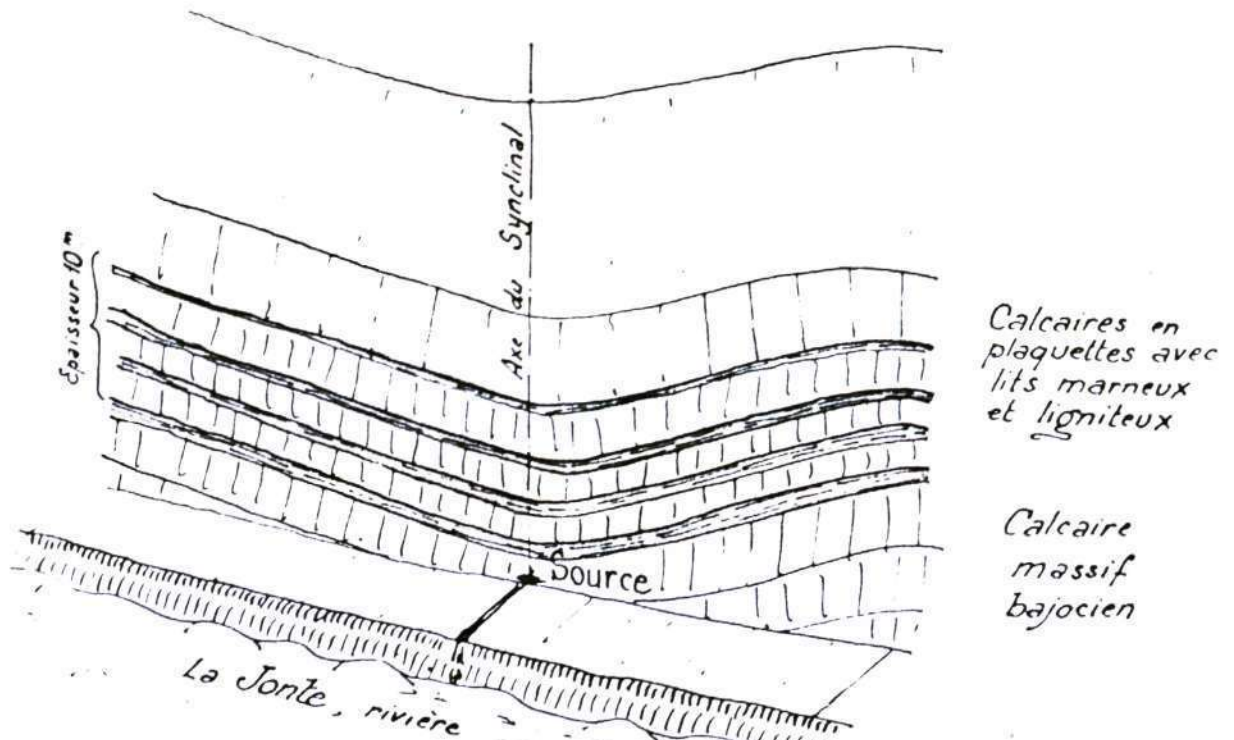 Axe du Synclinal
Epaisseur 10 m
Calcaires en
plaquettes avec
lits marneux
et ligniteux
Source
Calcaire
massif
bajocien
La Jonte, rivière